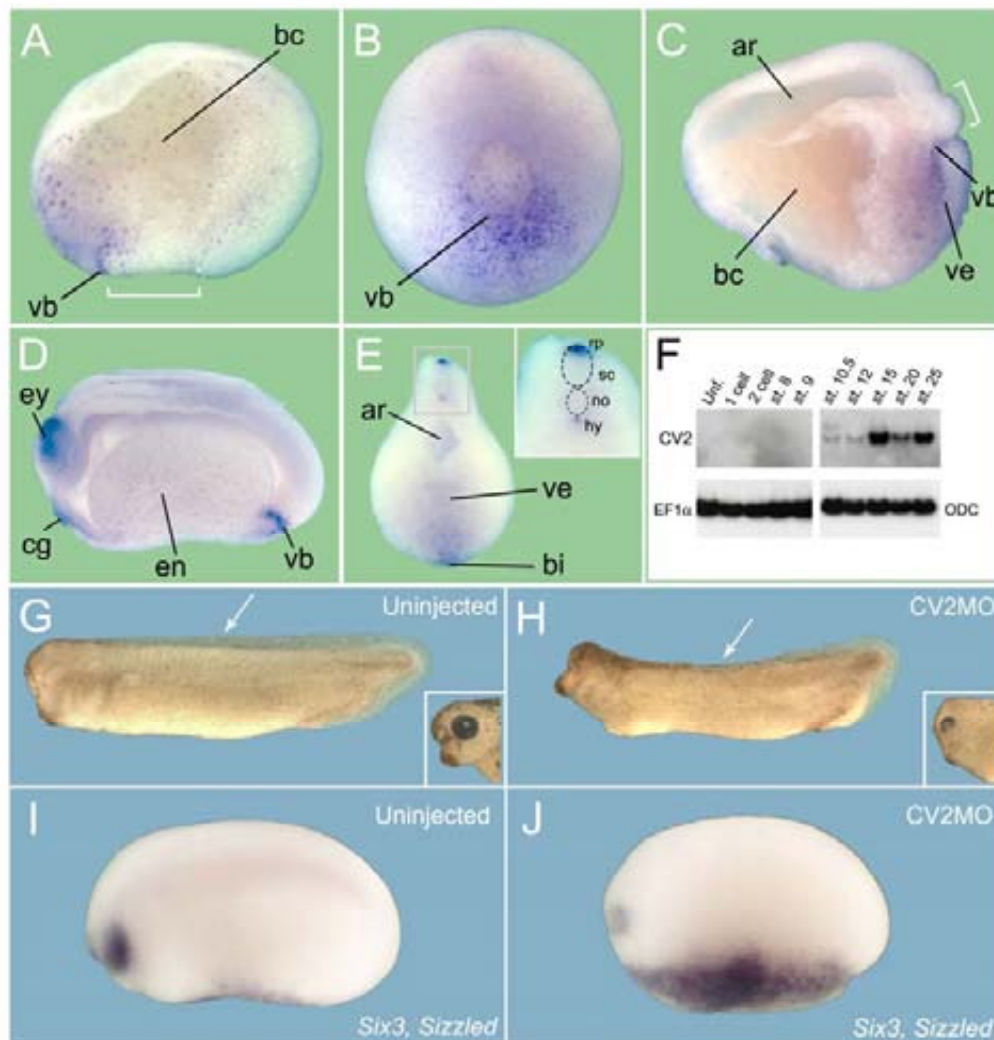 A
bc
vb
B
vb
C
ar
bc
vb
ve
D
ey
cg
en
vb
E
ar
ve
bi
rp
sc
no
hy
F
Unf.
1 cell
2 cell
st. 8
st. 9
st. 10.5
st. 12
st. 15
st. 20
st. 25
CV2
EF1α
ODC
G
Uninjected
H
CV2MO
I
Uninjected
Six3, Sizzled
J
CV2MO
Six3, Sizzled